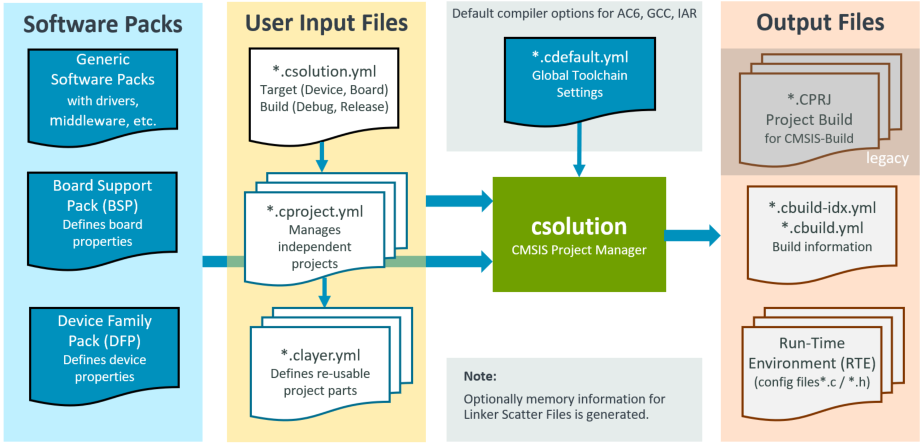 Software Packs
Generic
Software Packs
with drivers,
middleware, etc.
Board Support
Pack (BSP)
Defines board
properties
Device Family
Pack (DFP)
Defines device
properties
User Input Files
*.csolution.yml
Target (Device, Board)
Build (Debug, Release)
*.cproject.yml
Manages
independent
projects
*.clayer.yml
Defines re-usable
project parts
Default compiler options for AC6, GCC, IAR
*.cdefault.yml
Global Toolchain
Settings
csolution
CMSIS Project Manager
Note:
Optionally memory information for
Linker Scatter Files is generated.
Output Files
*.CPRJ
Project Build
for CMSIS-Build
legacy
*.cbuild-idx.yml
*.cbuild.yml
Build information
Run-Time
Environment (RTE)
(config files*.c / *.h)